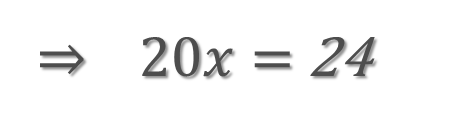 ⇒ 20x = 24